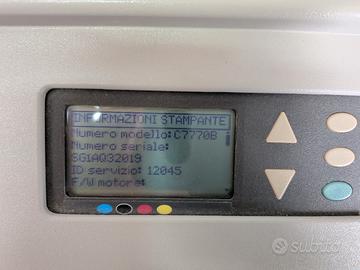 INFORMAZIONI STAMPANTE
Numero modello: C7770B
Numero seriale:
SG1AQ32019
ID servizio: 12045
F/W motore:
subito